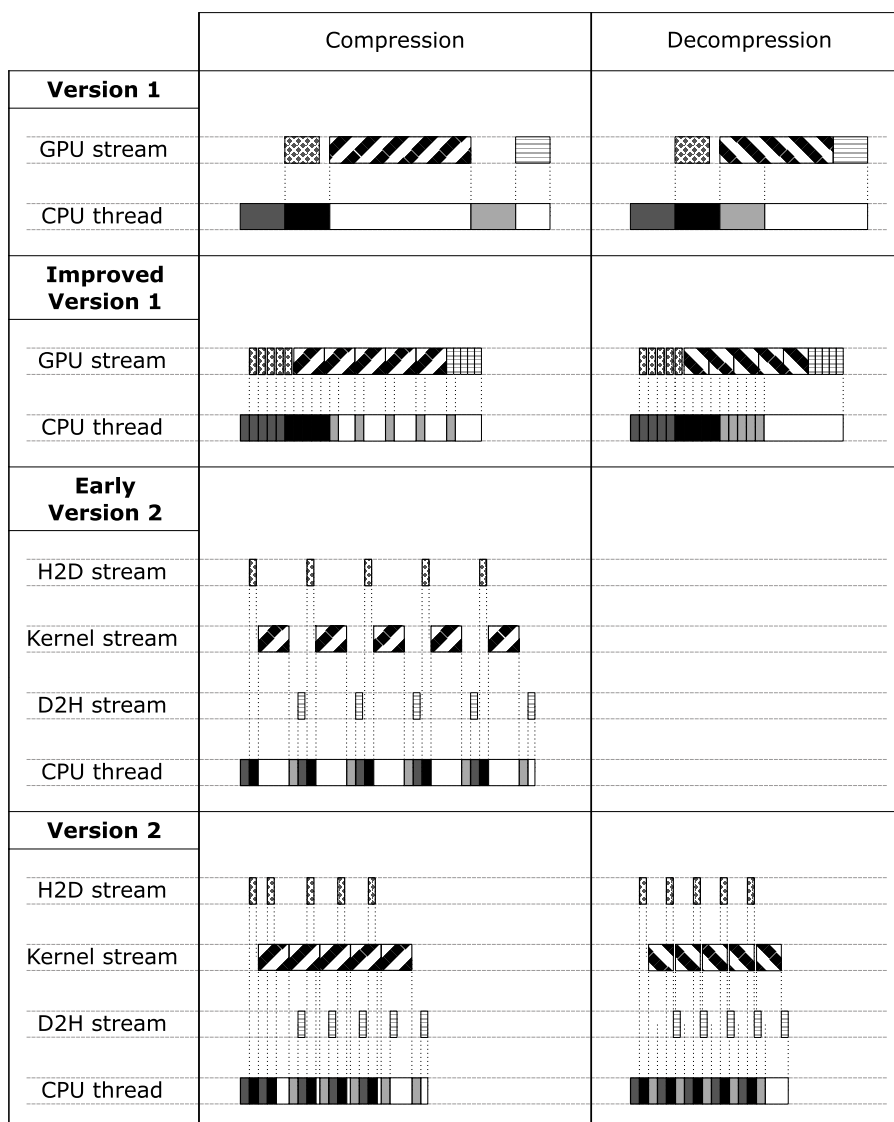 Compression
Decompression
Version 1
GPU stream
CPU thread
Improved
Version 1
GPU stream
CPU thread
Early
Version 2
H2D stream
Kernel stream
D2H stream
CPU thread
Version 2
H2D stream
Kernel stream
D2H stream
CPU thread